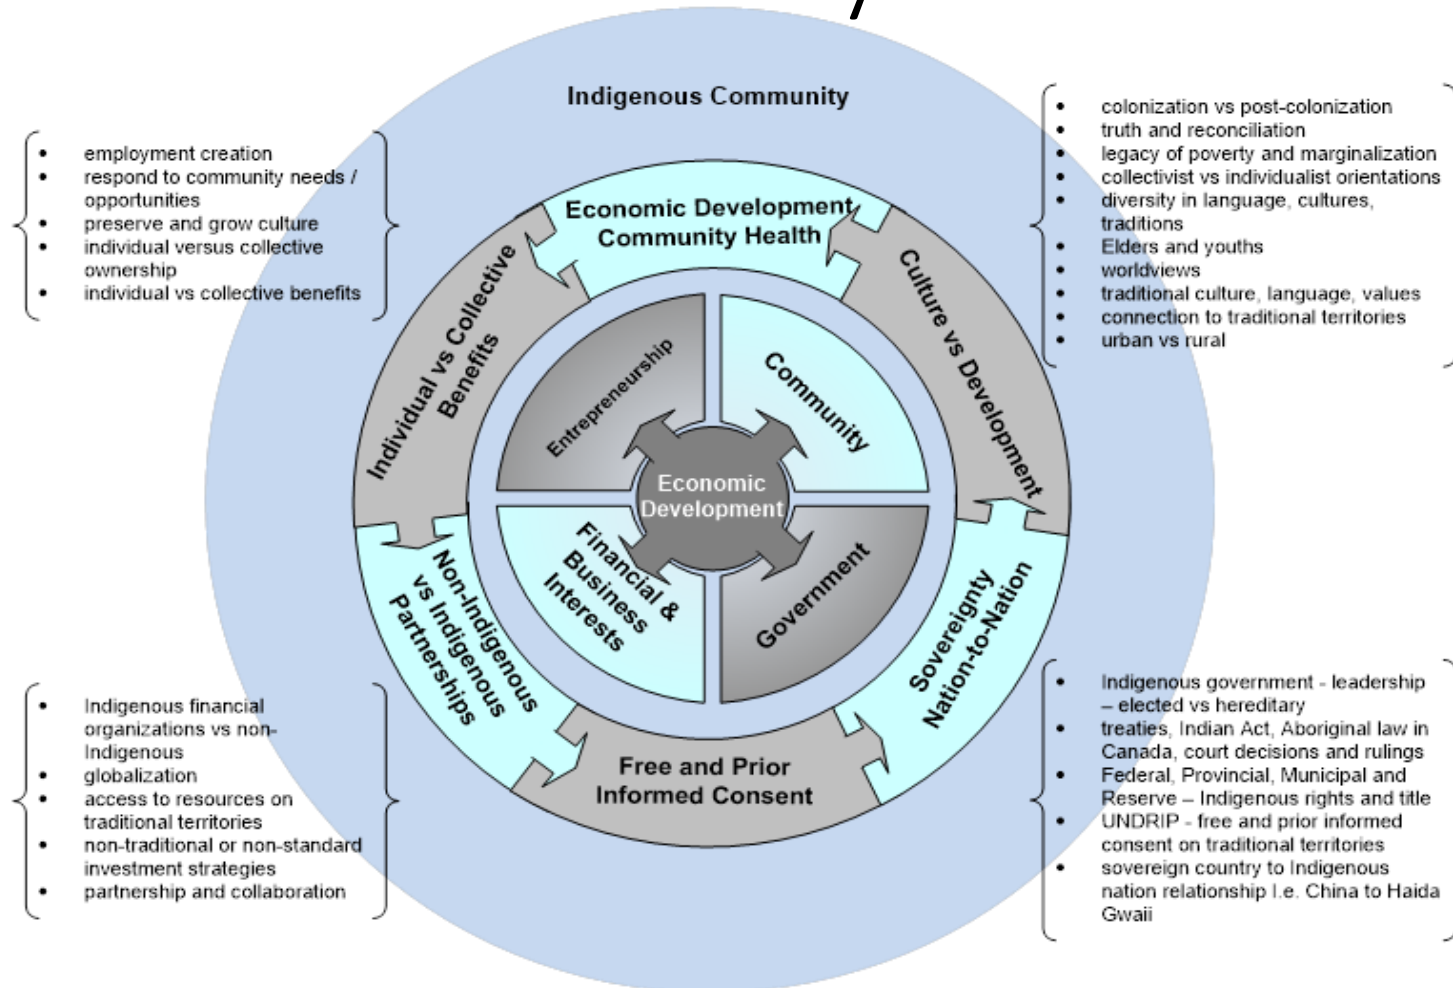 Indigenous Community
• employment creation
• respond to community needs /
opportunities
• preserve and grow culture
• individual versus collective
ownership
• individual vs collective benefits
• colonization vs post-colonization
• truth and reconciliation
• legacy of poverty and marginalization
• collectivist vs individualist orientations
• diversity in language, cultures,
traditions
• Elders and youths
• worldviews
• traditional culture, language, values
• connection to traditional territories
• urban vs rural
Economic Development
Community Health
Individual vs Collective
Benefits
Culture vs Development
Entrepreneurship
Community
Economic
Development
Financial &
Business
Interests
Government
Non-Indigenous
vs Indigenous
Partnerships
Sovereignty
Nation-to-Nation
Free and Prior
Informed Consent
• Indigenous financial
organizations vs non-
Indigenous
• globalization
• access to resources on
traditional territories
• non-traditional or non-standard
investment strategies
• partnership and collaboration
• Indigenous government - leadership
– elected vs hereditary
• treaties, Indian Act, Aboriginal law in
Canada, court decisions and rulings
• Federal, Provincial, Municipal and
Reserve – Indigenous rights and title
• UNDRIP - free and prior informed
consent on traditional territories
• sovereign country to Indigenous
nation relationship I.e. China to Haida
Gwaii